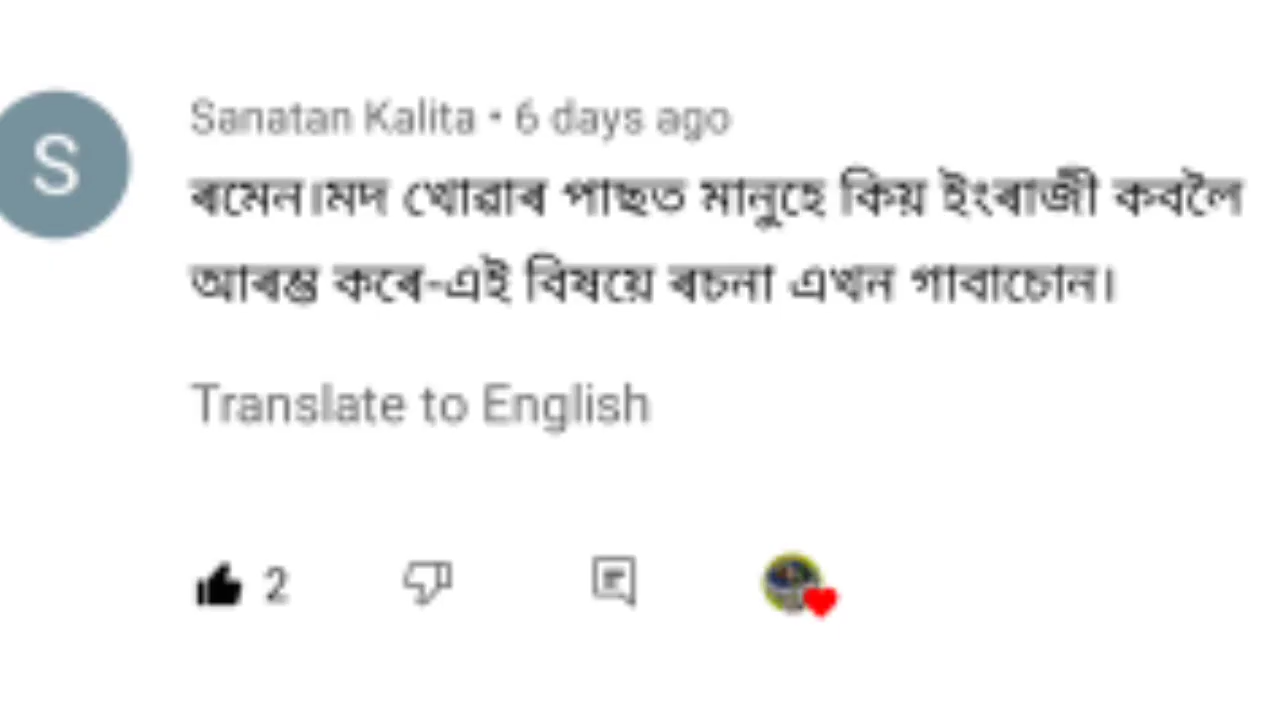 S
Sanatan Kalita • 6 days ago
ৰমেন।মদ খোৱাৰ পাছত মানুহে কিয় ইংৰাজী কবলৈ
আৰম্ভ কৰে-এই বিষয়ে ৰচনা এখন গাবাচোন।
Translate to English
2